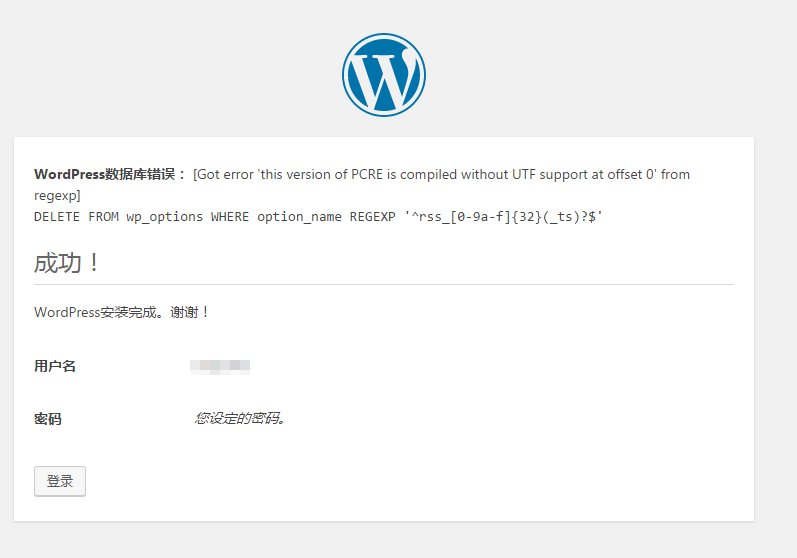 WordPress数据库错误： [Got error 'this version of PCRE is compiled without UTF support at offset 0' from
regexp]
DELETE FROM wp_options WHERE option_name REGEXP '^rss_[0-9a-f]{32}(_ts)?$'
成功！
WordPress安装完成。谢谢！
用户名
密码 您设定的密码。
登录